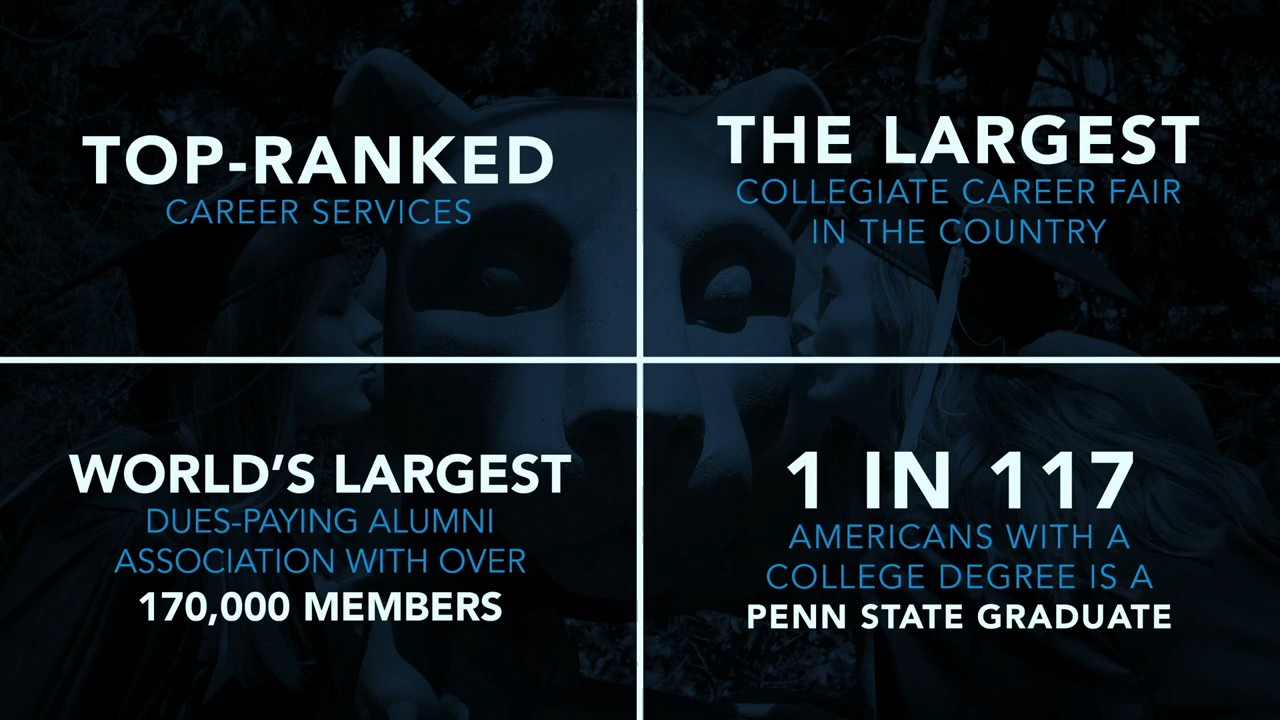 TOP-RANKED
CAREER SERVICES
THE LARGEST
COLLEGIATE CAREER FAIR
IN THE COUNTRY
WORLD’S LARGEST
DUES-PAYING ALUMNI
ASSOCIATION WITH OVER
170,000 MEMBERS
1 IN 117
AMERICANS WITH A
COLLEGE DEGREE IS A
PENN STATE GRADUATE